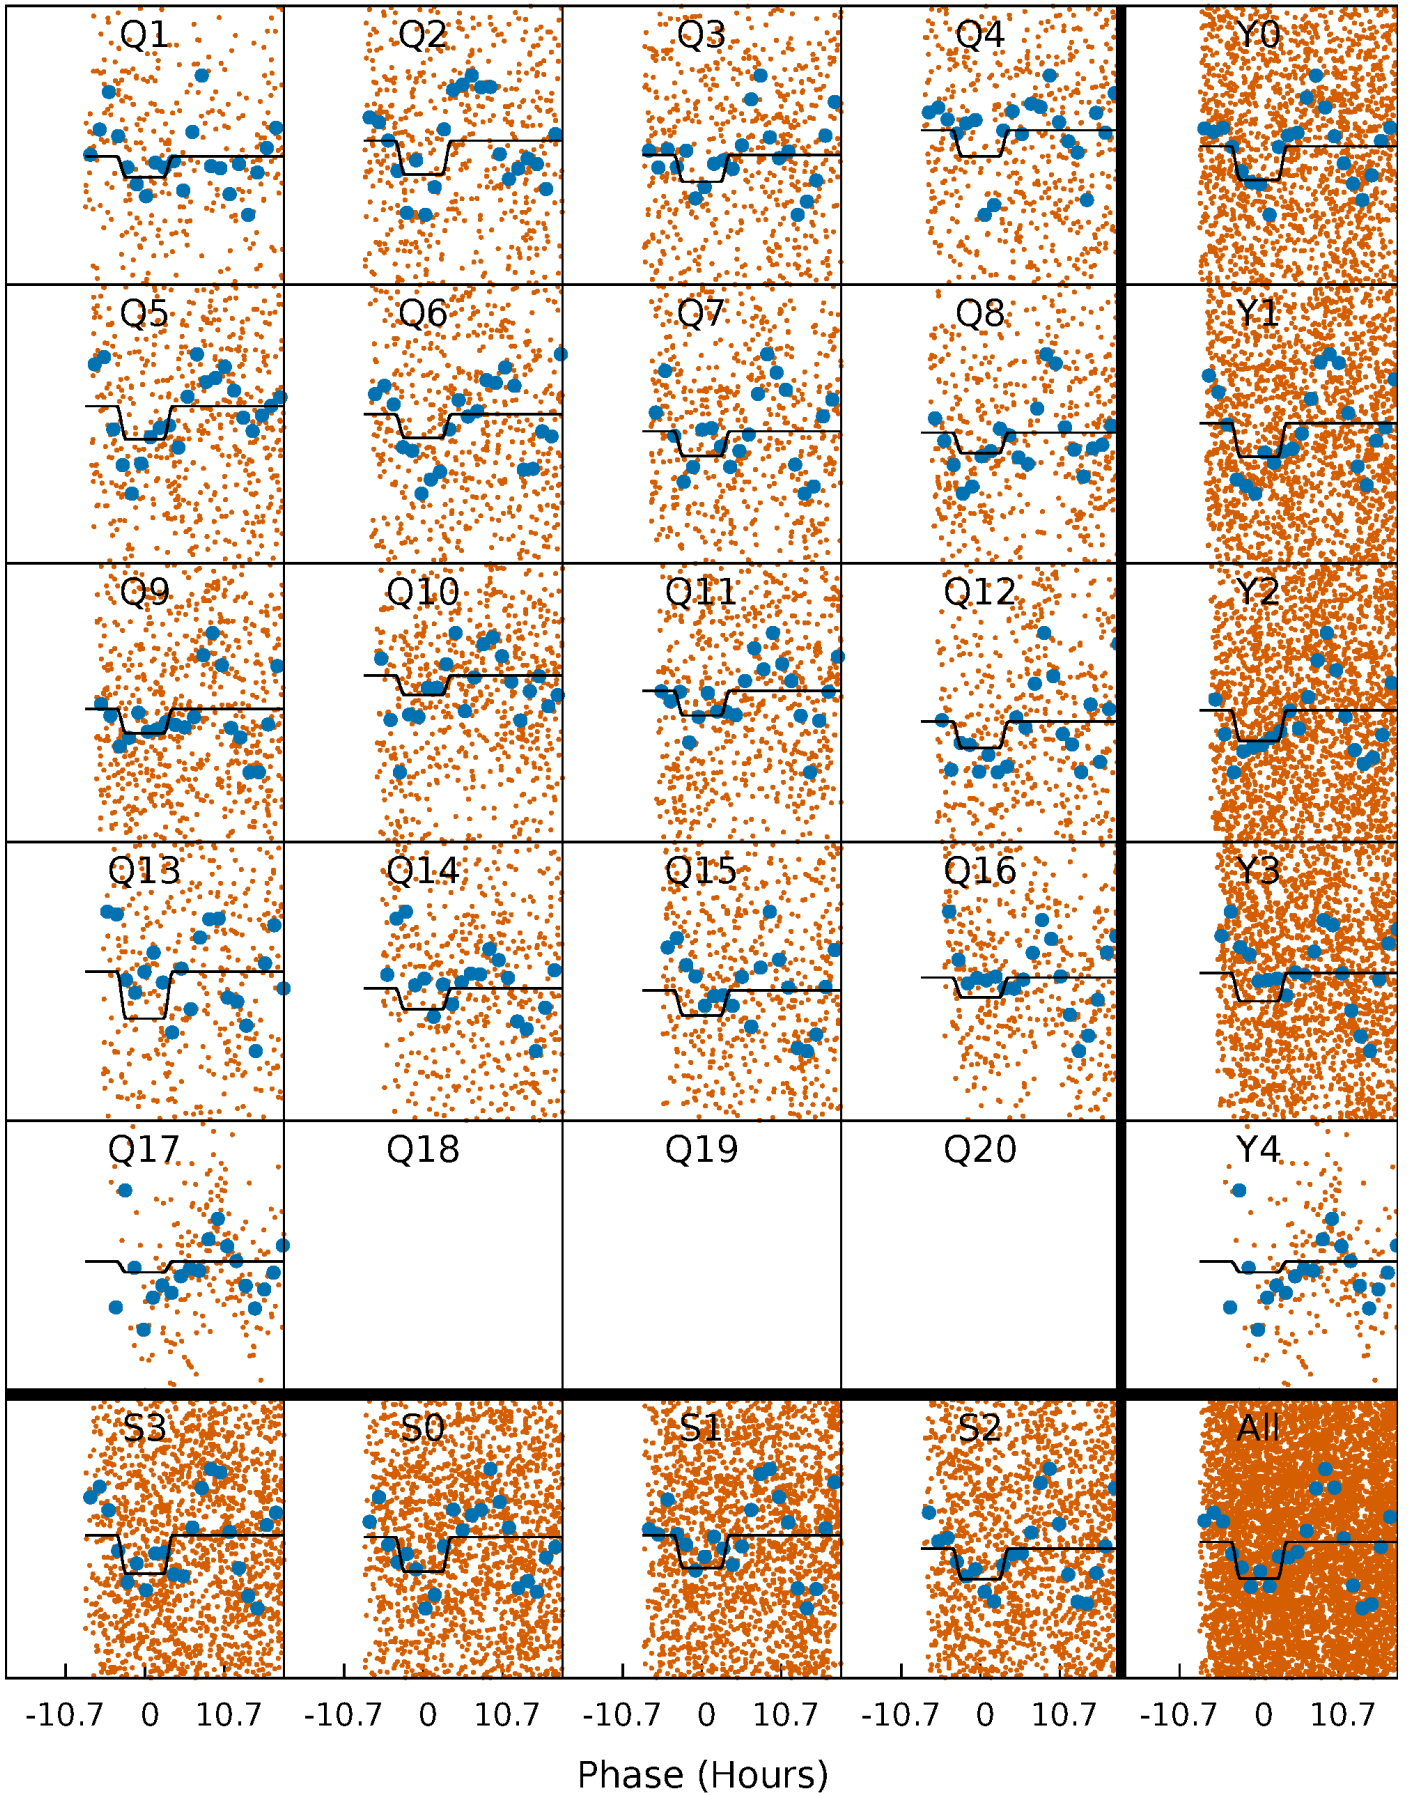 Q1 Q2 Q3 Q4 Y0
Q5 Q6 Q7 Q8 Y1
Q9 Q10 Q11 Q12 Y2
Q13 Q14 Q15 Q16 Y3
Q17 Q18 Q19 Q20 Y4
S3 S0 S1 S2 All
-10.7 0 10.7 -10.7 0 10.7 -10.7 0 10.7 -10.7 0 10.7 -10.7 0 10.7
Phase (Hours)